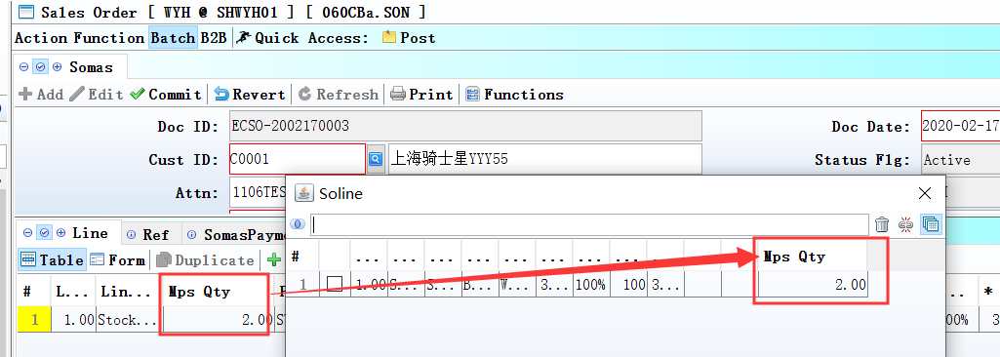 Sales Order [ WYH @ SHWYH01 ] [ 060CBa.SON ]
Action Function Batch B2B Quick Access: Post
Somas
Add Edit Commit Revert Refresh Print Functions
Doc ID: ECSO-2002170003 Doc Date: 2020-02-17
Cust ID: C0001 上海骑士星YYY55 Status Flg: Active
Attn: 1106TES
Soline
Line Ref SomasPayme
Table Form Duplicate
# L... Lin... Mps Qty
1 1.00 Stock... 2.00
# ... ... ... ... ... ... ... ... ... Mps Qty
1 1.00 S... S... B... W... 3... 100% 100 3... 2.00
.. *
00% 3